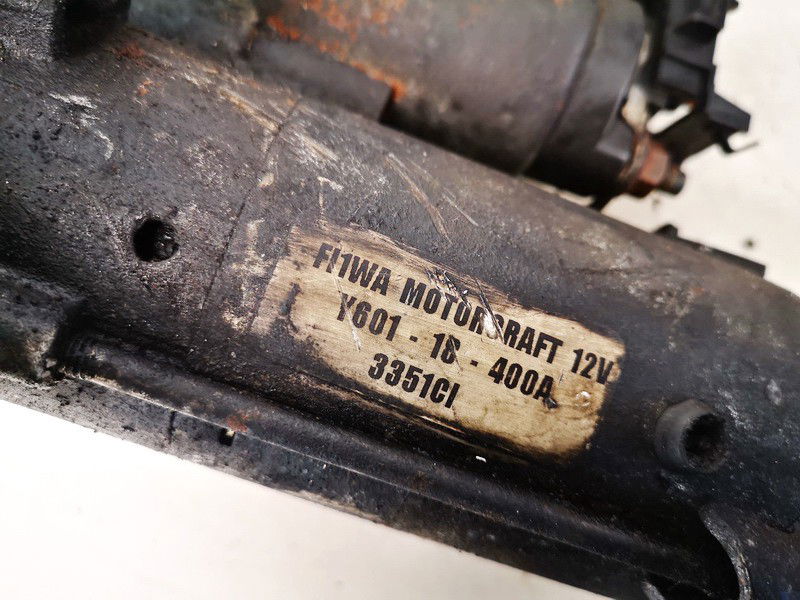 FI1WA MOTORCRAFT 12V
Y601 - 18 - 400A
3351CI